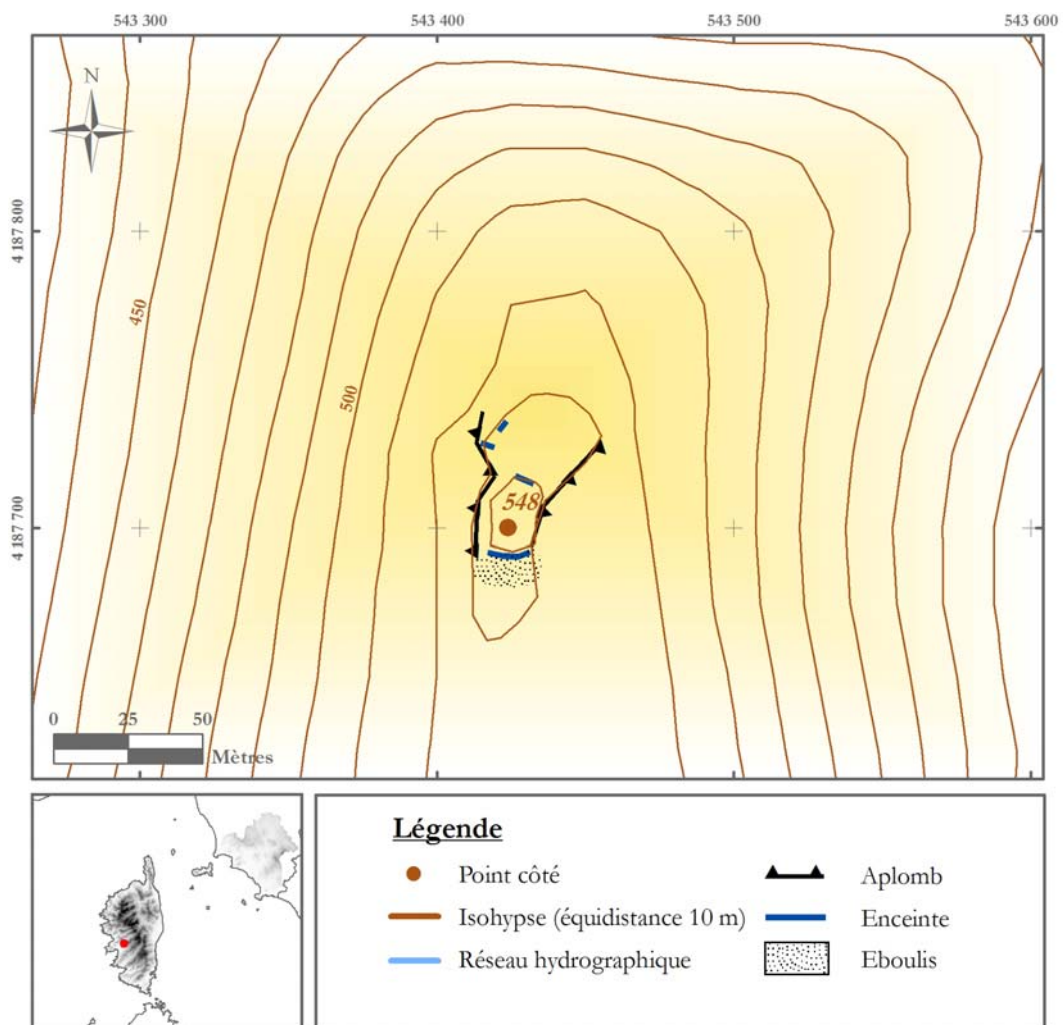 543 300 543 400 543 500 543 600
N
4 187 800
450
500
548
4 187 700
0 25 50
Mètres
Légende
Point côté
Aplomb
Isohypse (équidistance 10 m)
Enceinte
Réseau hydrographique
Eboulis